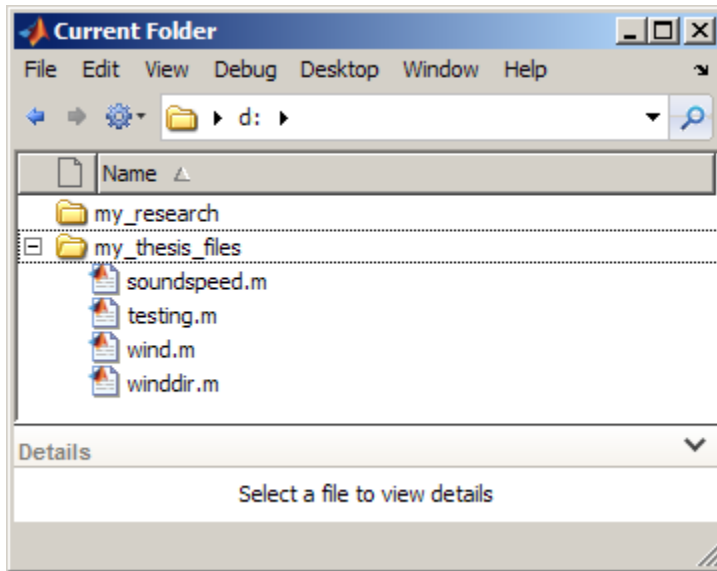 Current Folder
File Edit View Debug Desktop Window Help
d:
Name
my_research
my_thesis_files
soundspeed.m
testing.m
wind.m
winddir.m
Details
Select a file to view details